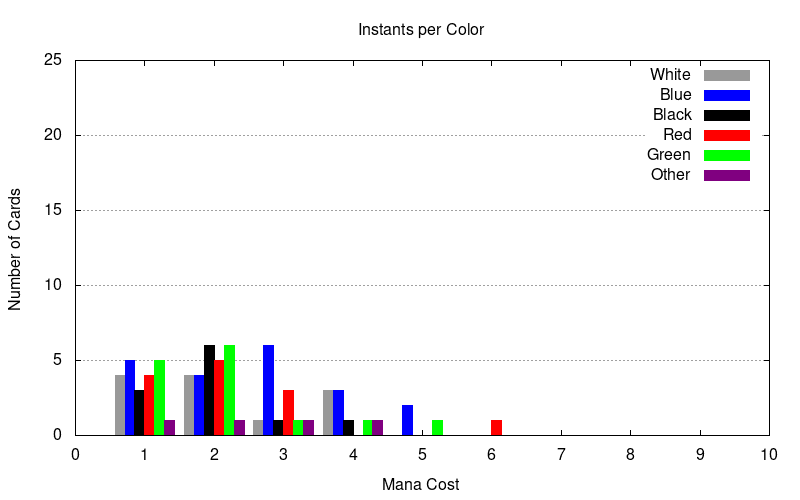 Instants per Color
25
20
15
10
5
0
Number of Cards
White
Blue
Black
Red
Green
Other
0 1 2 3 4 5 6 7 8 9 10
Mana Cost